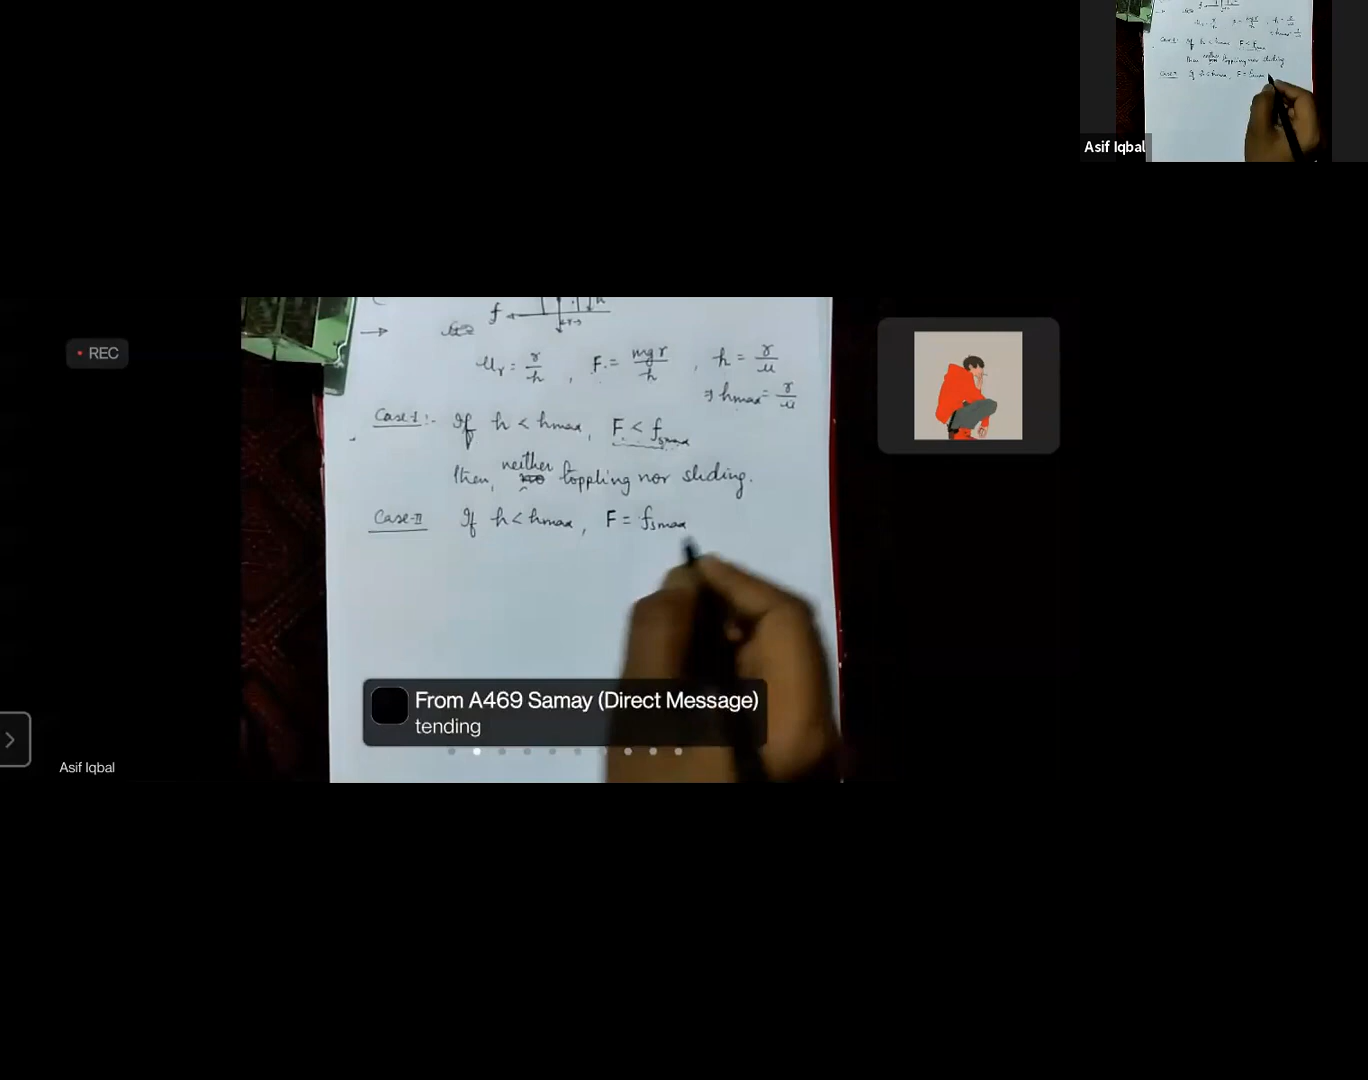 Asif Iqbal
REC
f
h
r
μr = r/h , F = mgr/h , h = r/μ
⇒ hmax = r/μ
Case-I :- If h < hmax, F < fsmax
then, neither toppling nor sliding.
Case-II If h < hmax, F = fsmax
From A469 Samay (Direct Message)
tending
Asif Iqbal